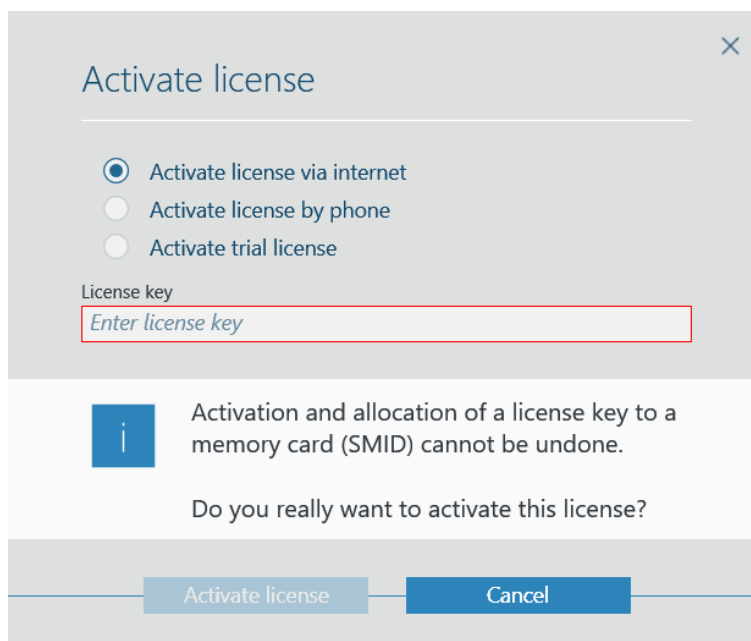 Activate license
Activate license via internet
Activate license by phone
Activate trial license
License key
Enter license key
i
Activation and allocation of a license key to a
memory card (SMID) cannot be undone.
Do you really want to activate this license?
Activate license
Cancel